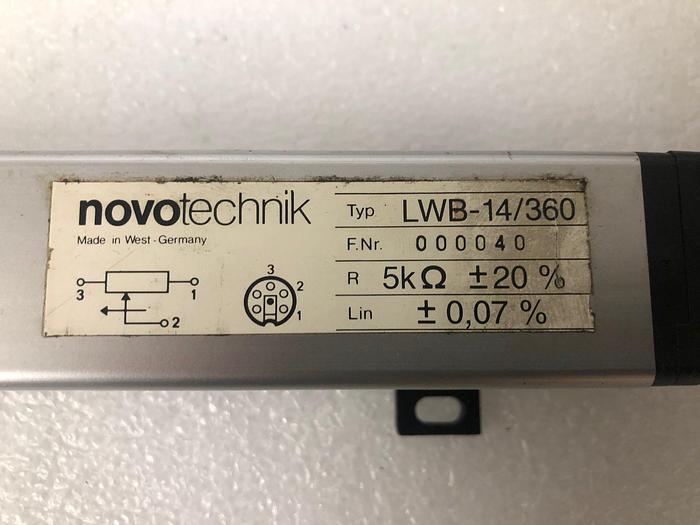 novotechnik
Made in West-Germany
3
1
2
3
2
1
Typ LWB-14/360
F.Nr. 000040
R 5kΩ ±20 %
Lin ± 0,07 %